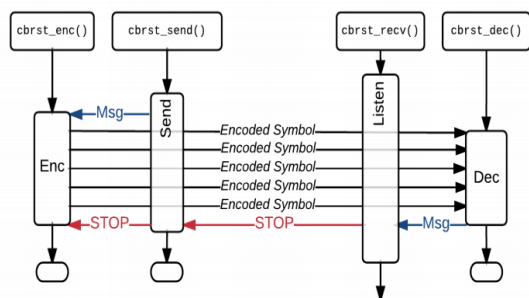 cbrst_enc()
cbrst_send()
cbrst_recv()
cbrst_dec()
Msg
Send
Listen
Encoded Symbol
Encoded Symbol
Enc
Encoded Symbol
Dec
Encoded Symbol
Encoded Symbol
STOP
STOP
Msg